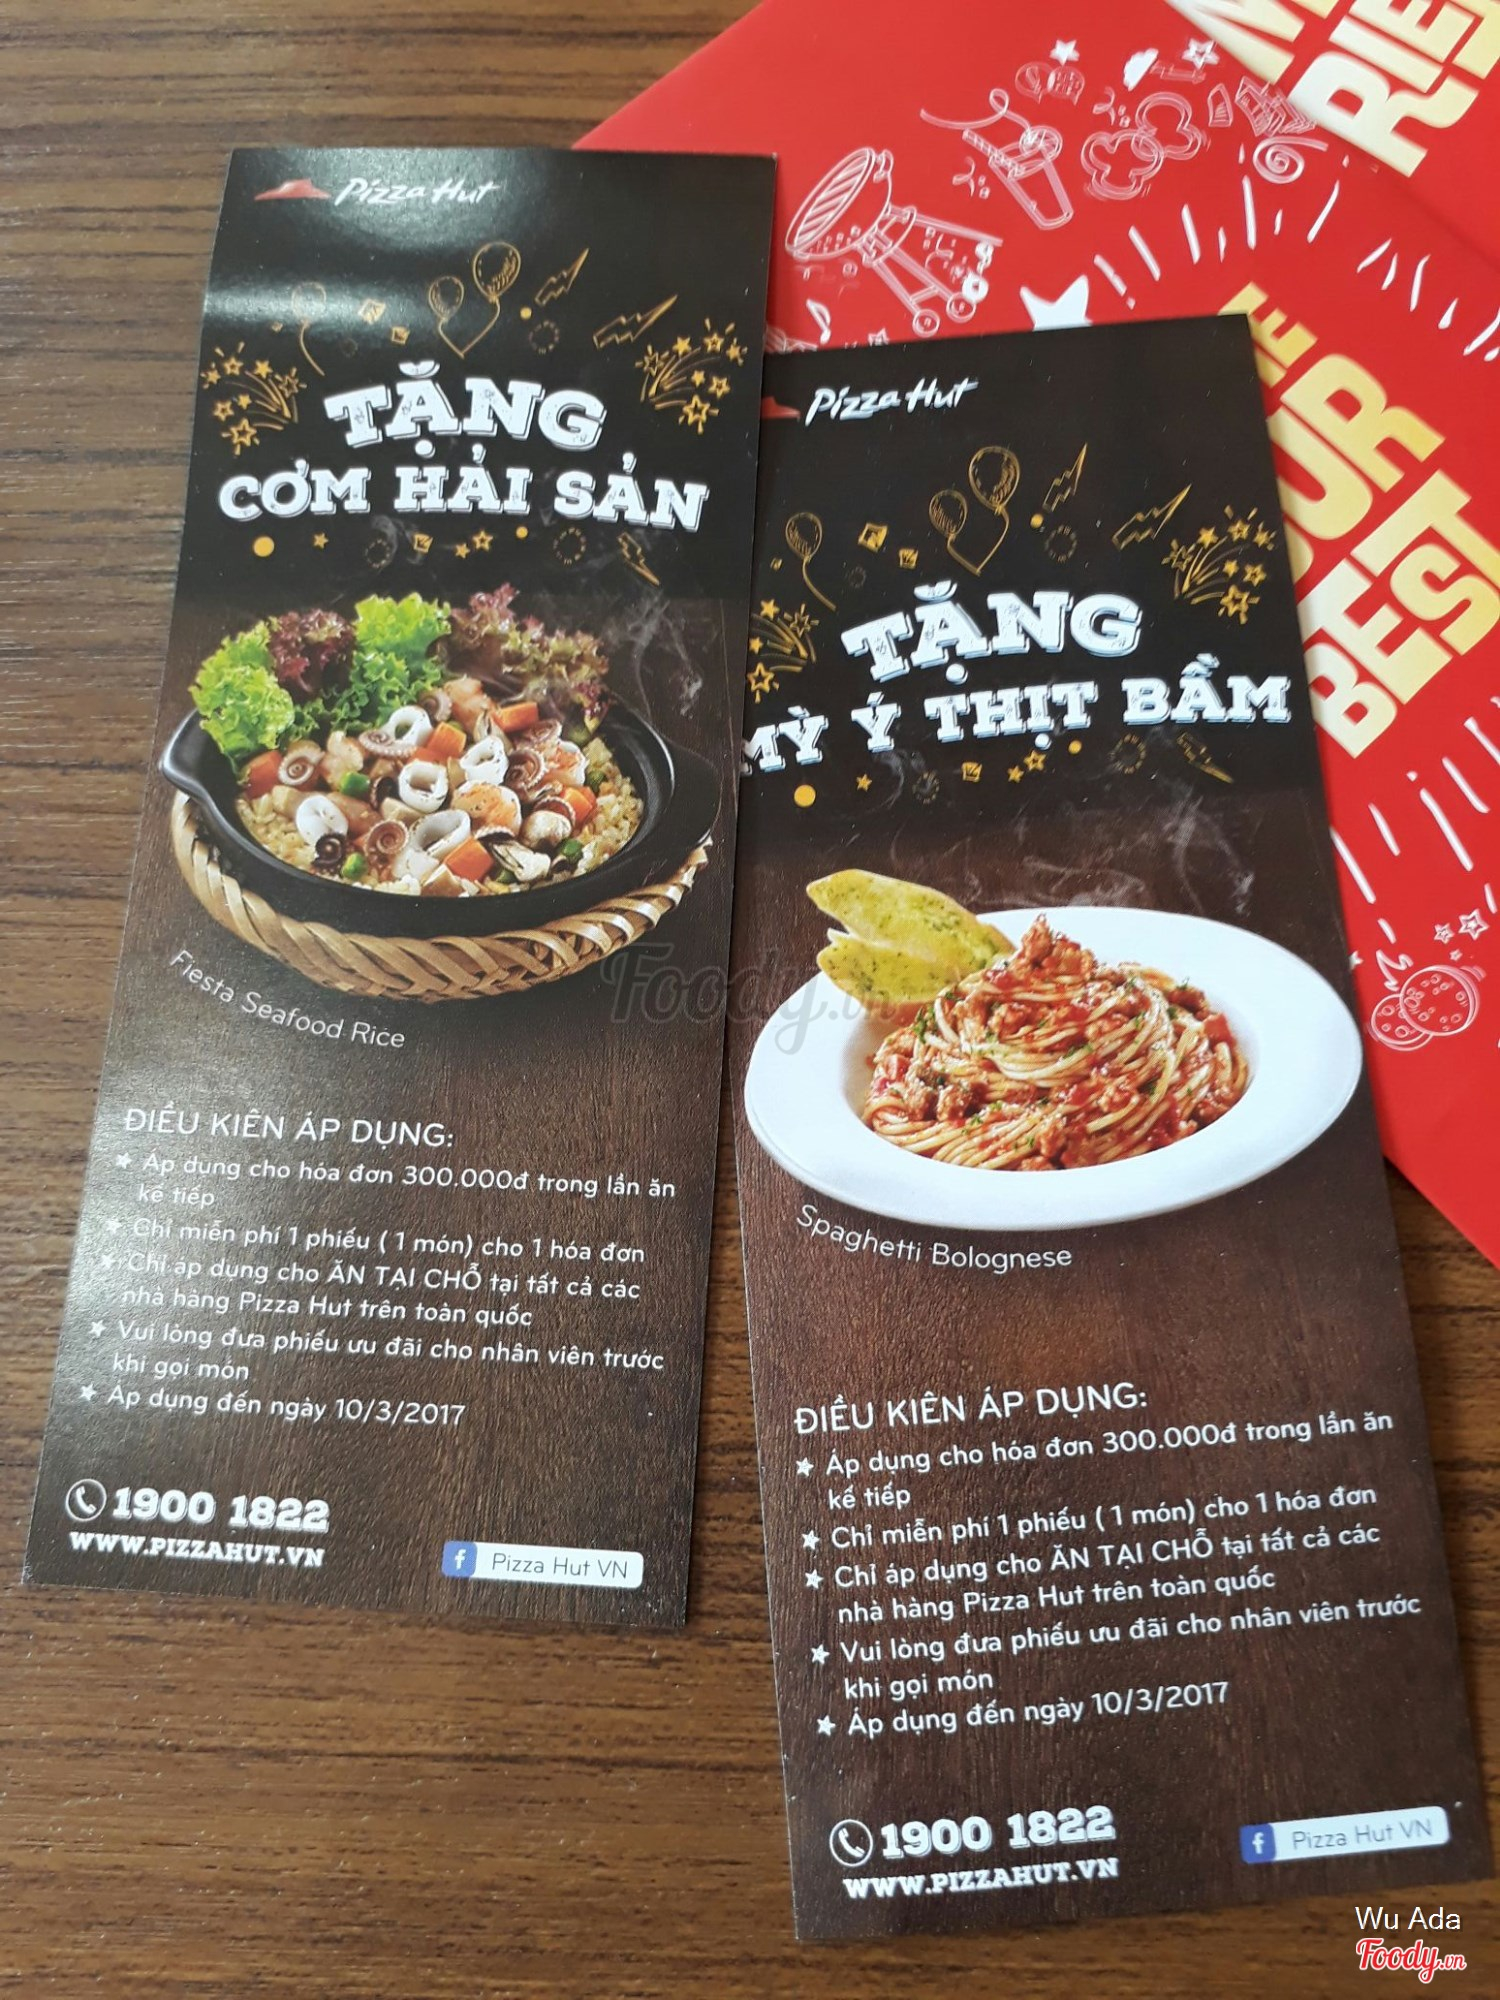 Pizza Hut
TẶNG
CƠM HẢI SẢN
Fiesta Seafood Rice
ĐIỀU KIỆN ÁP DỤNG:
Áp dụng cho hóa đơn 300.000đ trong lần ăn
kế tiếp
Chỉ miễn phí 1 phiếu ( 1 món) cho 1 hóa đơn
Chỉ áp dụng cho ĂN TẠI CHỖ tại tất cả các
nhà hàng Pizza Hut trên toàn quốc
Vui lòng đưa phiếu ưu đãi cho nhân viên trước
khi gọi món
Áp dụng đến ngày 10/3/2017
1900 1822
WWW.PIZZAHUT.VN
f Pizza Hut VN
Pizza Hut
TẶNG
MỲ Ý THỊT BẰM
Spaghetti Bolognese
ĐIỀU KIỆN ÁP DỤNG:
Áp dụng cho hóa đơn 300.000đ trong lần ăn
kế tiếp
Chỉ miễn phí 1 phiếu ( 1 món) cho 1 hóa đơn
Chỉ áp dụng cho ĂN TẠI CHỖ tại tất cả các
nhà hàng Pizza Hut trên toàn quốc
Vui lòng đưa phiếu ưu đãi cho nhân viên trước
khi gọi món
Áp dụng đến ngày 10/3/2017
1900 1822
WWW.PIZZAHUT.VN
f Pizza Hut VN
BEST
Foody.vn
Wu Ada
Foody.vn